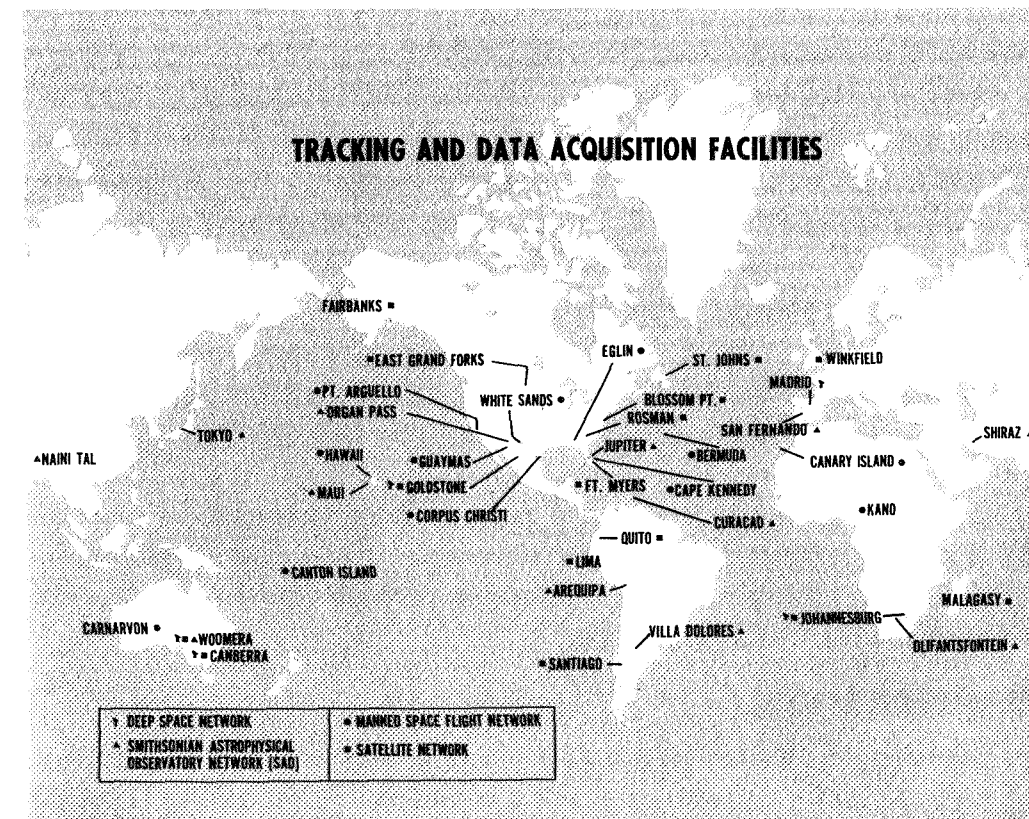 TRACKING AND DATA ACQUISITION FACILITIES
FAIRBANKS
EAST GRAND FORKS
EGLIN
ST. JOHNS
WINKFIELD
MADRID
PT. ARGUELLO
WHITE SANDS
BLOSSOM PT.
ORGAN PASS
ROSMAN
SAN FERNANDO
TOKYO
SHIRAZ
NAINI TAL
HAWAII
GUAYMAS
JUPITER
BERMUDA
CANARY ISLAND
MAUI
GOLDSTONE
FT. MYERS
CAPE KENNEDY
CORPUS CHRISTI
KANO
CURACAO
QUITO
LIMA
CANTON ISLAND
AREQUIPA
MALAGASY
CARNARVON
WOOMERA
JOHANNESBURG
VILLA DOLORES
CANBERRA
OLIFANTSFONTEIN
SANTIAGO
DEEP SPACE NETWORK
SMITHSONIAN ASTROPHYSICAL
OBSERVATORY NETWORK (SAO)
MANNED SPACE FLIGHT NETWORK
SATELLITE NETWORK